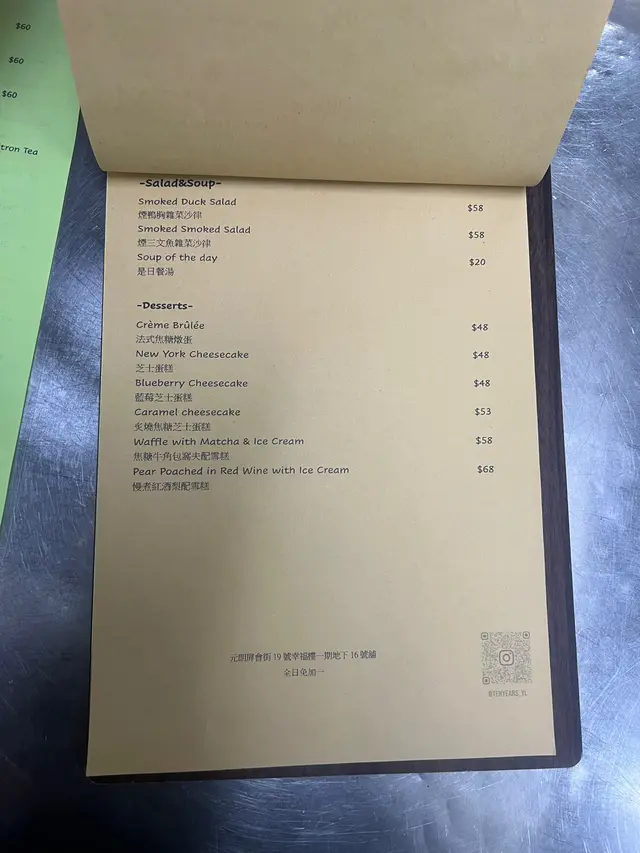 $60
$60
$60
tron Tea
-Salad&Soup-
Smoked Duck Salad $58
煙鴨胸雜菜沙律
Smoked Smoked Salad $58
煙三文魚雜菜沙律
Soup of the day $20
是日餐湯
-Desserts-
Crème Brûlée $48
法式焦糖燉蛋
New York Cheesecake $48
芝士蛋糕
Blueberry Cheesecake $48
藍莓芝士蛋糕
Caramel cheesecake $53
炙燒焦糖芝士蛋糕
Waffle with Matcha & Ice Cream $58
焦糖牛角包窩夫配雪糕
Pear Poached in Red Wine with Ice Cream $68
慢煮紅酒梨配雪糕
元朗屏會街19號幸福樓一期地下16號舖
全日免加一
@TENYEARS_YL